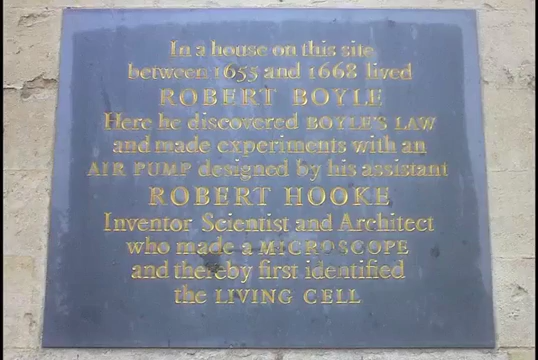 In a house on this site
between 1655 and 1668 lived
ROBERT BOYLE
Here he discovered BOYLE'S LAW
and made experiments with an
AIR PUMP designed by his assistant
ROBERT HOOKE
Inventor Scientist and Architect
who made a MICROSCOPE
and thereby first identified
the LIVING CELL